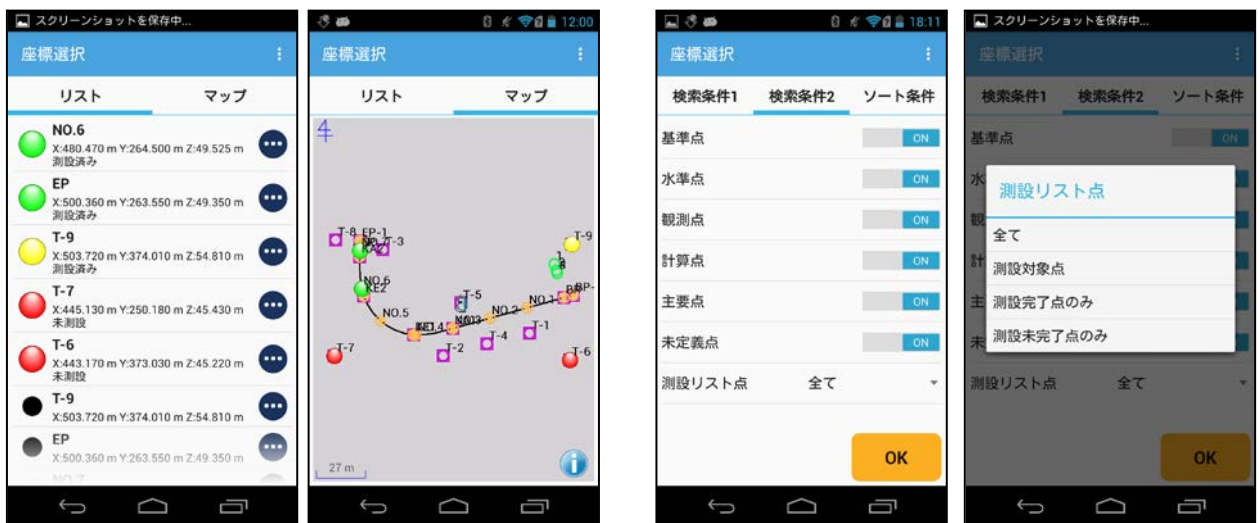 スクリーンショットを保存中...
座標選択
リスト
マップ
NO.6
X:480.470 m Y:264.500 m Z:49.525 m
測設済み
EP
X:500.360 m Y:263.550 m Z:49.350 m
測設済み
T-9
X:503.720 m Y:374.010 m Z:54.810 m
測設済み
T-7
X:445.130 m Y:250.180 m Z:45.430 m
未測設
T-6
X:443.170 m Y:373.030 m Z:45.220 m
未測設
T-9
X:503.720 m Y:374.010 m Z:54.810 m
EP
X:500.360 m Y:263.550 m Z:49.350 m
12:00
座標選択
リスト
マップ
T-8
EP-1
T-3
T-9
NO.6
KE2
T-5
NO.5
NO.2
NO.1
T-1
T-4
T-2
T-7
T-6
27 m
18:11
座標選択
検索条件1
検索条件2
ソート条件
基準点
ON
水準点
ON
観測点
ON
計算点
ON
主要点
ON
未定義点
ON
測設リスト点
全て
OK
スクリーンショットを保存中...
座標選択
検索条件1
検索条件2
ソート条件
基準点
ON
測設リスト点
全て
測設対象点
測設完了点のみ
測設未完了点のみ
測設リスト点
全て
OK